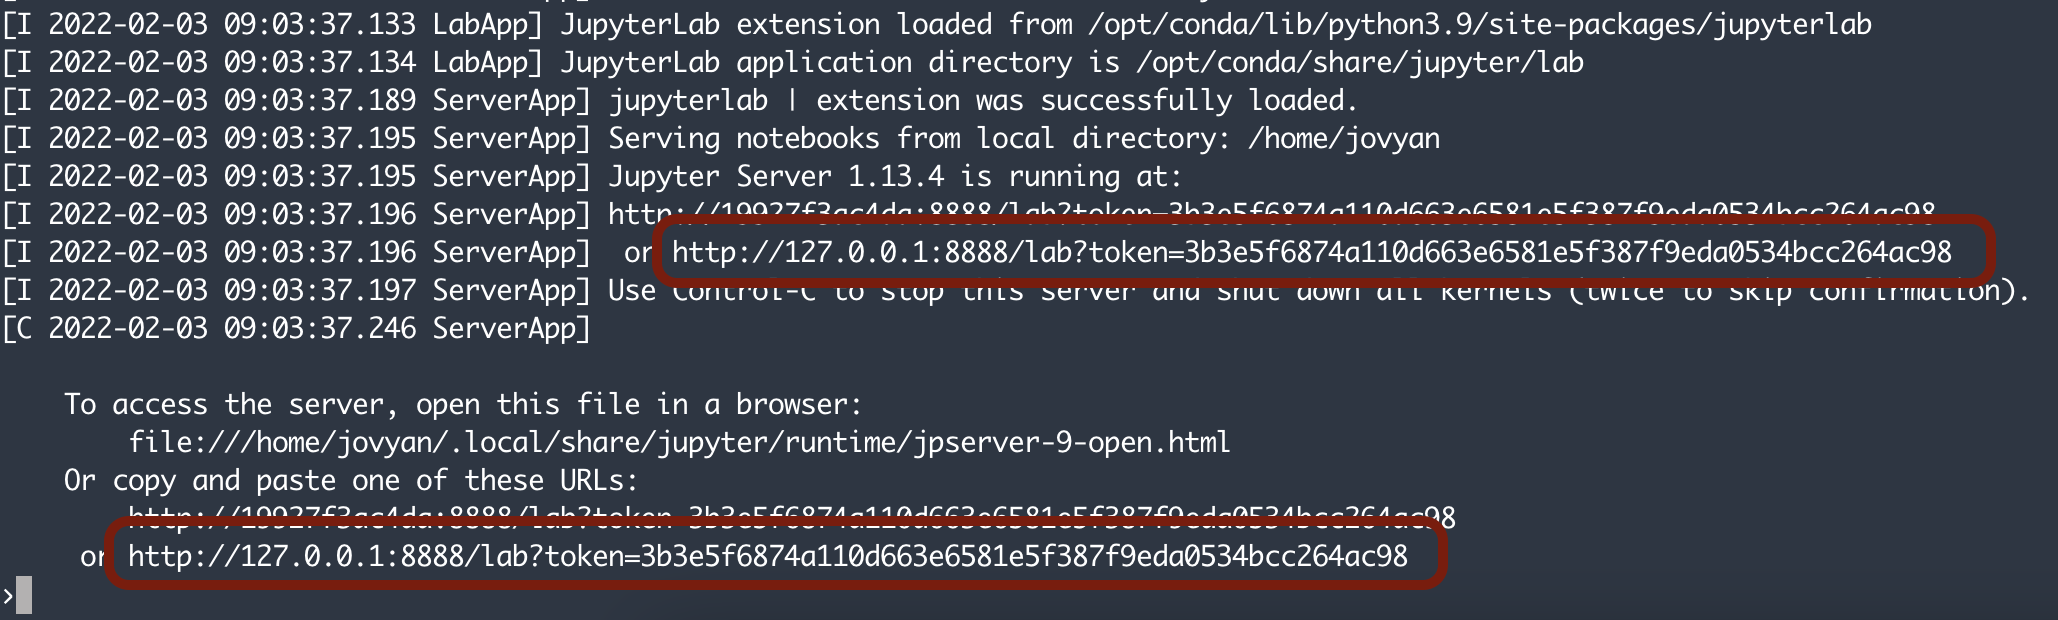 [I 2022-02-03 09:03:37.133 LabApp] JupyterLab extension loaded from /opt/conda/lib/python3.9/site-packages/jupyterlab
[I 2022-02-03 09:03:37.134 LabApp] JupyterLab application directory is /opt/conda/share/jupyter/lab
[I 2022-02-03 09:03:37.189 ServerApp] jupyterlab | extension was successfully loaded.
[I 2022-02-03 09:03:37.195 ServerApp] Serving notebooks from local directory: /home/jovyan
[I 2022-02-03 09:03:37.195 ServerApp] Jupyter Server 1.13.4 is running at:
[I 2022-02-03 09:03:37.196 ServerApp] http://19927f3ac4da:8888/lab?token=3b3e5f6874a110d663e6581e5f387f9eda0534bcc264ac98
[I 2022-02-03 09:03:37.196 ServerApp]  or http://127.0.0.1:8888/lab?token=3b3e5f6874a110d663e6581e5f387f9eda0534bcc264ac98
[I 2022-02-03 09:03:37.197 ServerApp] Use Control-C to stop this server and shut down all kernels (twice to skip confirmation).
[C 2022-02-03 09:03:37.246 ServerApp]
To access the server, open this file in a browser:
file:///home/jovyan/.local/share/jupyter/runtime/jpserver-9-open.html
Or copy and paste one of these URLs:
http://19927f3ac4da:8888/lab?token=3b3e5f6874a110d663e6581e5f387f9eda0534bcc264ac98
or http://127.0.0.1:8888/lab?token=3b3e5f6874a110d663e6581e5f387f9eda0534bcc264ac98
>